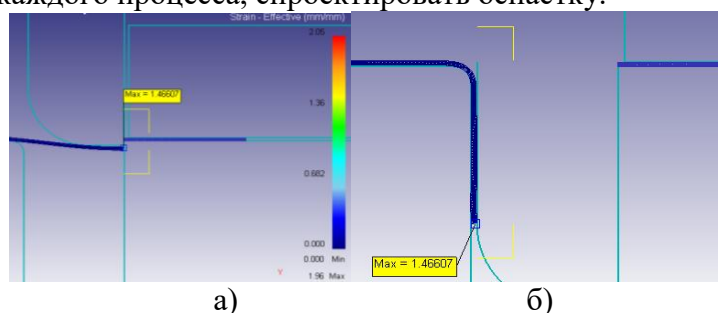 каждого процесса, спроектировать оснастку.
Strain - Effective (mm/mm)
2.05
Max = 1.46607
1.36
0.682
0.000
0.000 Min
Y
1.96 Max
Max = 1.46607
а)
б)